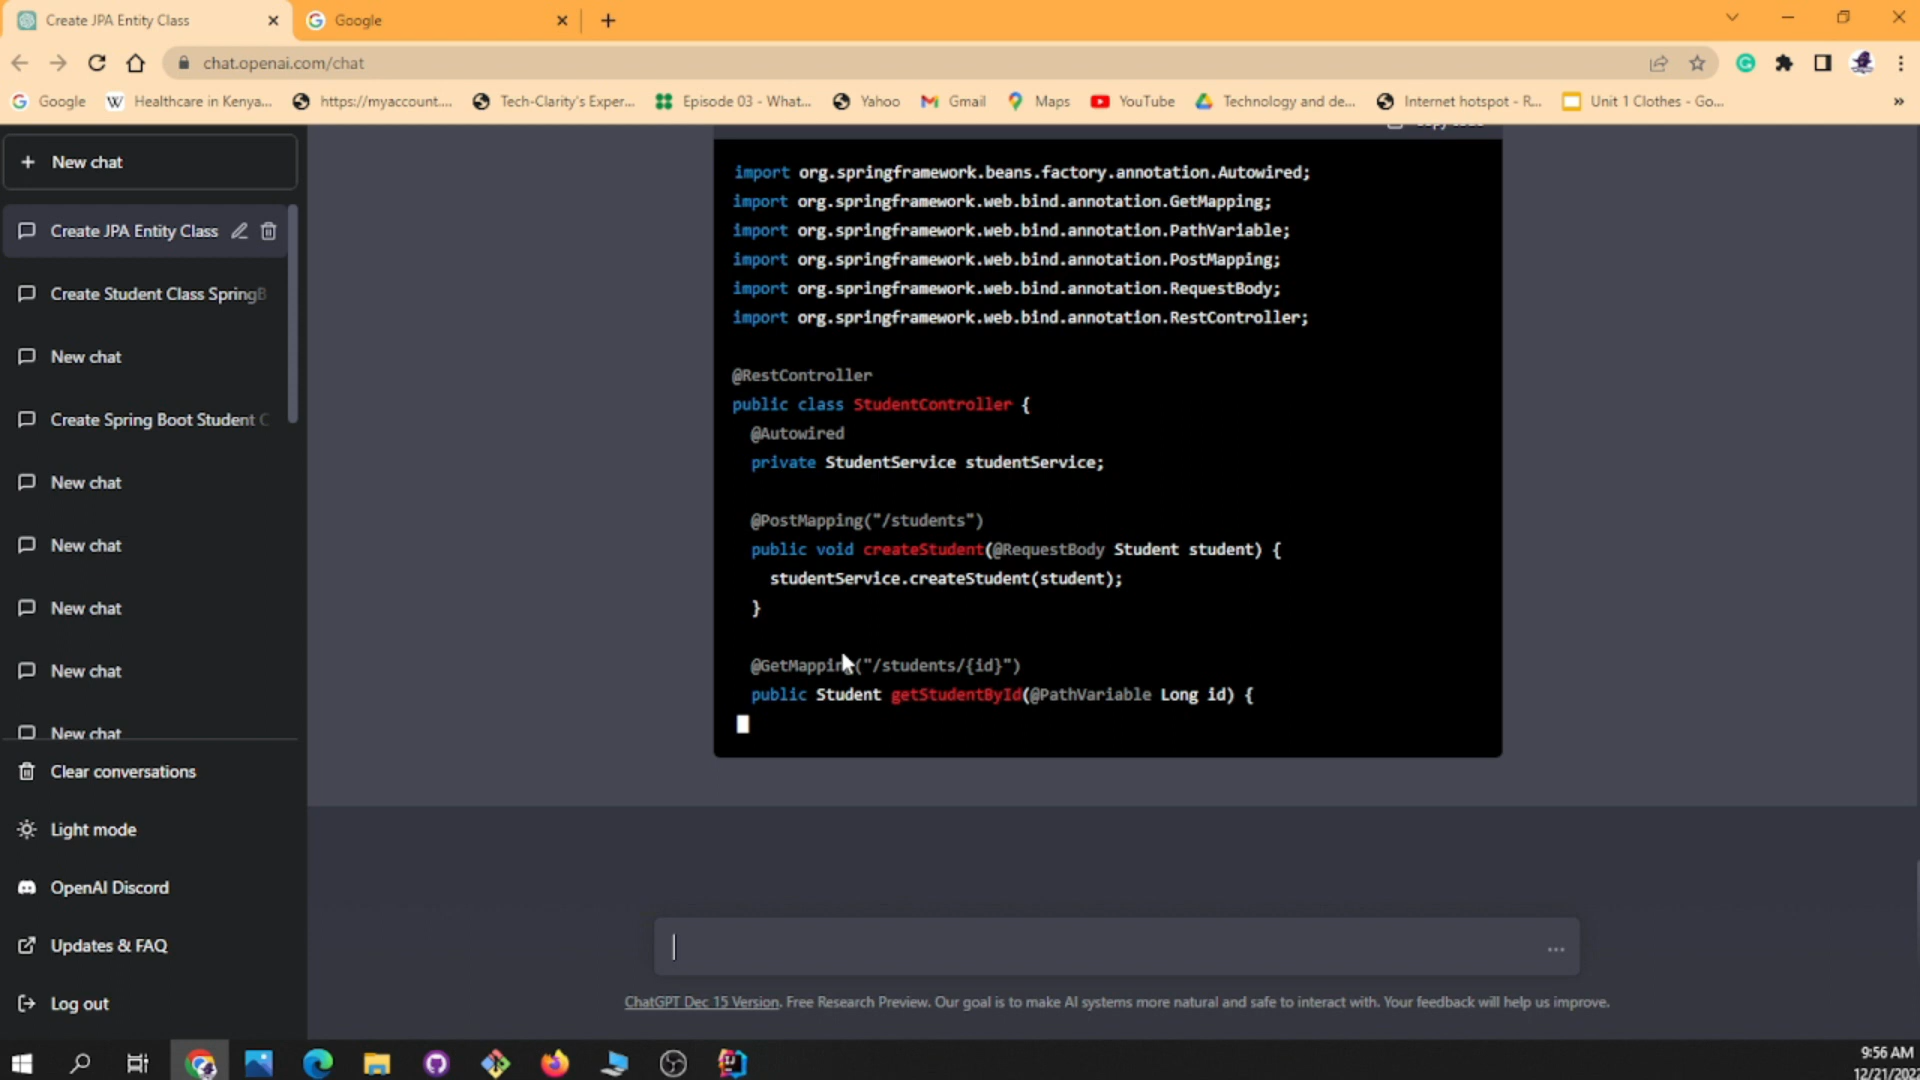 Create JPA Entity Class
Google
chat.openai.com/chat
Google
Healthcare in Kenya...
https://myaccount....
Tech-Clarity's Exper...
Episode 03 - What...
Yahoo
Gmail
Maps
YouTube
Technology and de...
Internet hotspot - R...
Unit 1 Clothes - Go...
»
+ New chat
Create JPA Entity Class
Create Student Class SpringB
New chat
Create Spring Boot Student C
New chat
New chat
New chat
New chat
New chat
Clear conversations
Light mode
OpenAI Discord
Updates & FAQ
Log out
import org.springframework.beans.factory.annotation.Autowired;
import org.springframework.web.bind.annotation.GetMapping;
import org.springframework.web.bind.annotation.PathVariable;
import org.springframework.web.bind.annotation.PostMapping;
import org.springframework.web.bind.annotation.RequestBody;
import org.springframework.web.bind.annotation.RestController;
@RestController
public class StudentController {
@Autowired
private StudentService studentService;
@PostMapping("/students")
public void createStudent(@RequestBody Student student) {
studentService.createStudent(student);
}
@GetMapping("/students/{id}")
public Student getStudentById(@PathVariable Long id) {
...
ChatGPT Dec 15 Version. Free Research Preview. Our goal is to make AI systems more natural and safe to interact with. Your feedback will help us improve.
9:56 AM
12/21/202